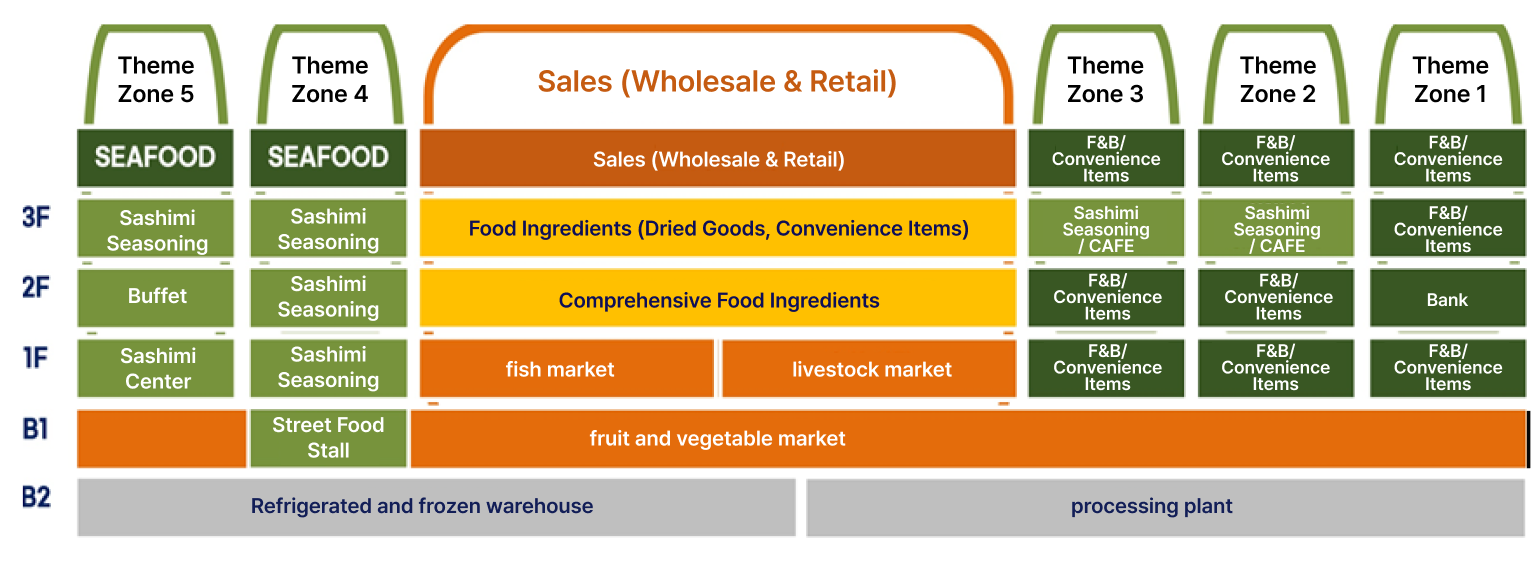 Theme
Zone 5
Theme
Zone 4
Sales (Wholesale & Retail)
Theme
Zone 3
Theme
Zone 2
Theme
Zone 1
SEAFOOD
SEAFOOD
Sales (Wholesale & Retail)
F&B/
Convenience
Items
F&B/
Convenience
Items
F&B/
Convenience
Items
3F
Sashimi
Seasoning
Sashimi
Seasoning
Food Ingredients (Dried Goods, Convenience Items)
Sashimi
Seasoning
/ CAFE
Sashimi
Seasoning
/ CAFE
F&B/
Convenience
Items
2F
Buffet
Sashimi
Seasoning
Comprehensive Food Ingredients
F&B/
Convenience
Items
F&B/
Convenience
Items
Bank
1F
Sashimi
Center
Sashimi
Seasoning
fish market
livestock market
F&B/
Convenience
Items
F&B/
Convenience
Items
F&B/
Convenience
Items
B1
Street Food
Stall
fruit and vegetable market
B2
Refrigerated and frozen warehouse
processing plant